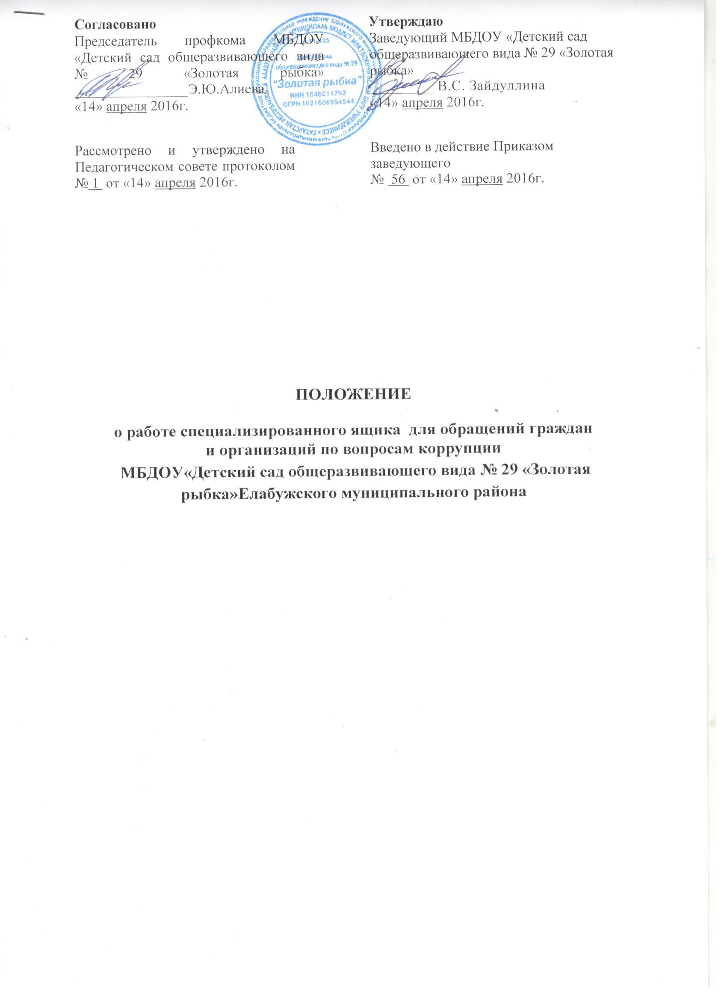 Согласовано
Председатель профкома МБДОУ
«Детский сад общеразвивающего вида
№ 29 «Золотая рыбка»
________________Э.Ю.Алиева
«14» апреля 2016г.
Рассмотрено и утверждено на
Педагогическом совете протоколом
№ 1 от «14» апреля 2016г.
Утверждаю
Заведующий МБДОУ «Детский сад
общеразвивающего вида № 29 «Золотая
рыбка»
_________ В.С. Зайдуллина
«14» апреля 2016г.
Введено в действие Приказом
заведующего
№ 56 от «14» апреля 2016г.
общеразвивающего вида № 29
“Золотая рыбка”
ИНН 1646011792
ОГРН 1021606954544
ПОЛОЖЕНИЕ
о работе специализированного ящика для обращений граждан
и организаций по вопросам коррупции
МБДОУ«Детский сад общеразвивающего вида № 29 «Золотая
рыбка»Елабужского муниципального района